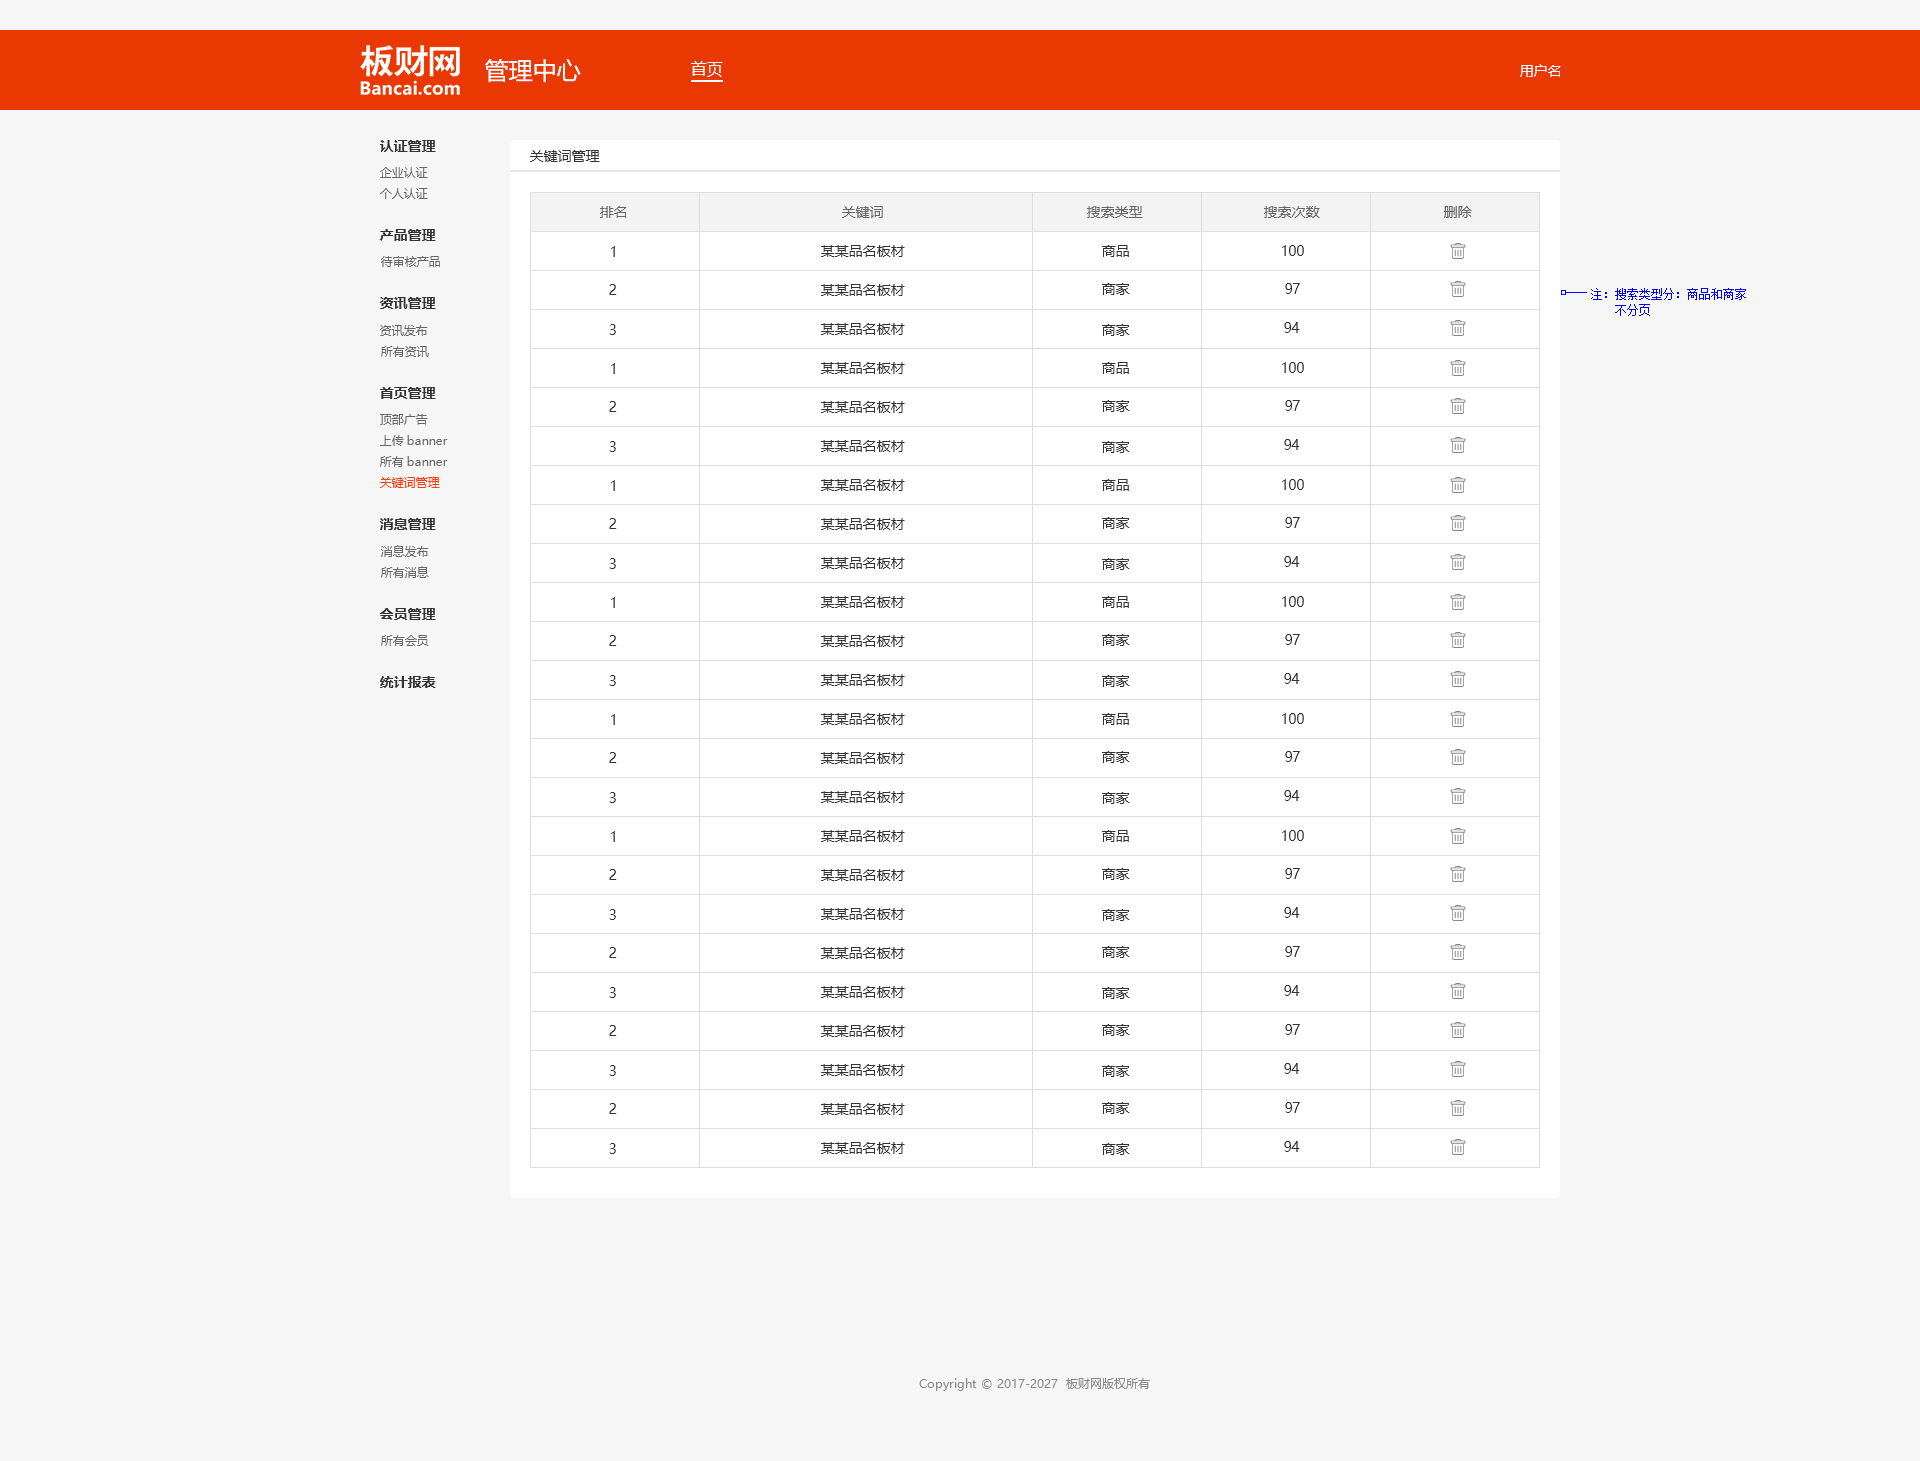 板财网
Bancai.com
管理中心
首页
用户名
认证管理
企业认证
个人认证
产品管理
待审核产品
资讯管理
资讯发布
所有资讯
首页管理
顶部广告
上传 banner
所有 banner
关键词管理
消息管理
消息发布
所有消息
会员管理
所有会员
统计报表
关键词管理
排名 关键词 搜索类型 搜索次数 删除
1 某某品名板材 商品 100
2 某某品名板材 商家 97
3 某某品名板材 商家 94
1 某某品名板材 商品 100
2 某某品名板材 商家 97
3 某某品名板材 商家 94
1 某某品名板材 商品 100
2 某某品名板材 商家 97
3 某某品名板材 商家 94
1 某某品名板材 商品 100
2 某某品名板材 商家 97
3 某某品名板材 商家 94
1 某某品名板材 商品 100
2 某某品名板材 商家 97
3 某某品名板材 商家 94
1 某某品名板材 商品 100
2 某某品名板材 商家 97
3 某某品名板材 商家 94
2 某某品名板材 商家 97
3 某某品名板材 商家 94
2 某某品名板材 商家 97
3 某某品名板材 商家 94
2 某某品名板材 商家 97
3 某某品名板材 商家 94
注：搜索类型分：商品和商家
不分页
Copyright © 2017-2027 板财网版权所有